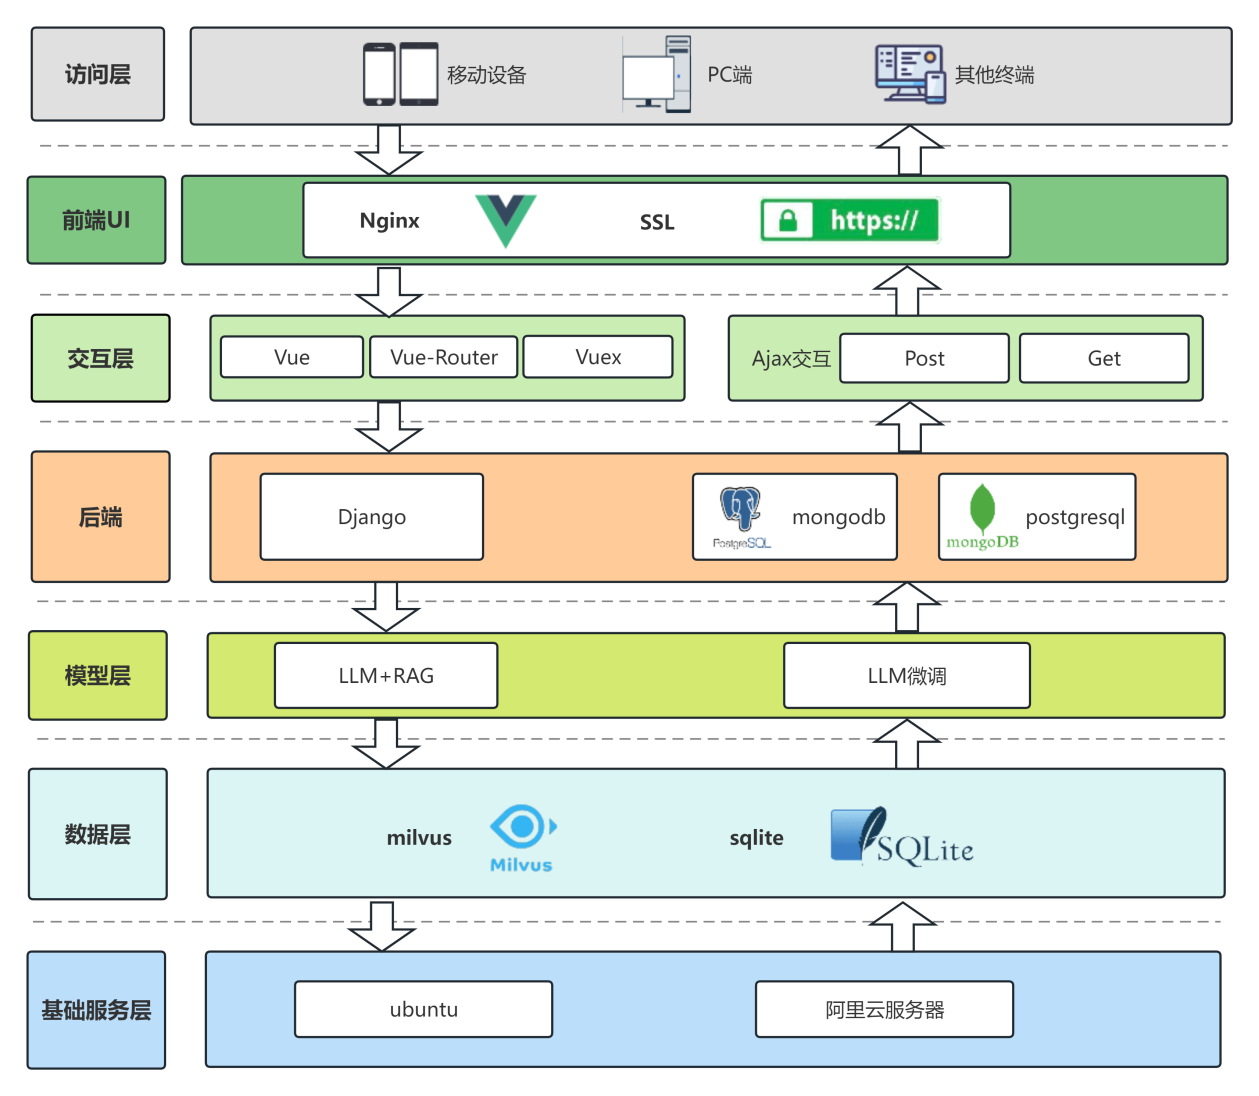 访问层
移动设备
PC端
其他终端
前端UI
Nginx
SSL
https://
交互层
Vue
Vue-Router
Vuex
Ajax交互
Post
Get
后端
Django
PostgreSQL
mongodb
mongoDB
postgresql
模型层
LLM+RAG
LLM微调
数据层
milvus
Milvus
sqlite
SQLite
基础服务层
ubuntu
阿里云服务器